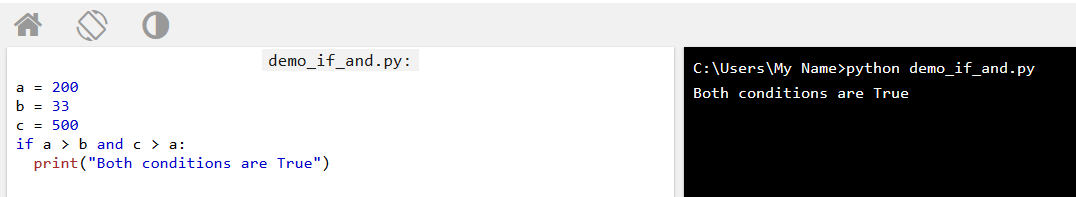 demo_if_and.py:
a = 200
b = 33
c = 500
if a > b and c > a:
  print("Both conditions are True")
C:\Users\My Name>python demo_if_and.py
Both conditions are True